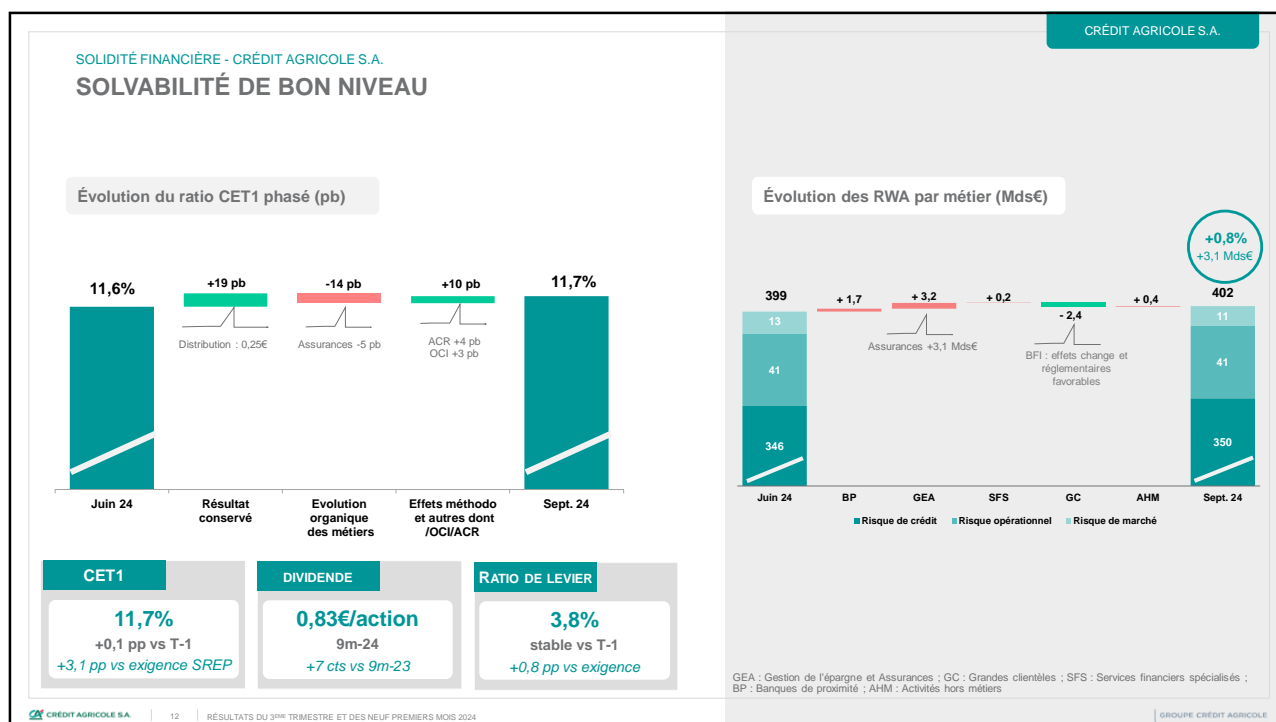 CRÉDIT AGRICOLE S.A.
SOLIDITÉ FINANCIÈRE - CRÉDIT AGRICOLE S.A.
SOLVABILITÉ DE BON NIVEAU
Évolution du ratio CET1 phasé (pb)
11,6%
+19 pb
-14 pb
+10 pb
11,7%
Distribution : 0,25€
Assurances -5 pb
ACR +4 pb
OCI +3 pb
Juin 24
Résultat
conservé
Evolution
organique
des métiers
Effets méthodo
et autres dont
/OCI/ACR
Sept. 24
CET1
11,7%
+0,1 pp vs T-1
+3,1 pp vs exigence SREP
DIVIDENDE
0,83€/action
9m-24
+7 cts vs 9m-23
RATIO DE LEVIER
3,8%
stable vs T-1
+0,8 pp vs exigence
Évolution des RWA par métier (Mds€)
+0,8%
+3,1 Mds€
399
+ 1,7
+ 3,2
+ 0,2
- 2,4
+ 0,4
402
13
41
346
Assurances +3,1 Mds€
BFI : effets change et
réglementaires
favorables
11
41
350
Juin 24
BP
GEA
SFS
GC
AHM
Sept. 24
Risque de crédit
Risque opérationnel
Risque de marché
GEA : Gestion de l'épargne et Assurances ; GC : Grandes clientèles ; SFS : Services financiers spécialisés ;
BP : Banques de proximité ; AHM : Activités hors métiers
CRÉDIT AGRICOLE S.A.
12
RÉSULTATS DU 3ÈME TRIMESTRE ET DES NEUF PREMIERS MOIS 2024
GROUPE CRÉDIT AGRICOLE